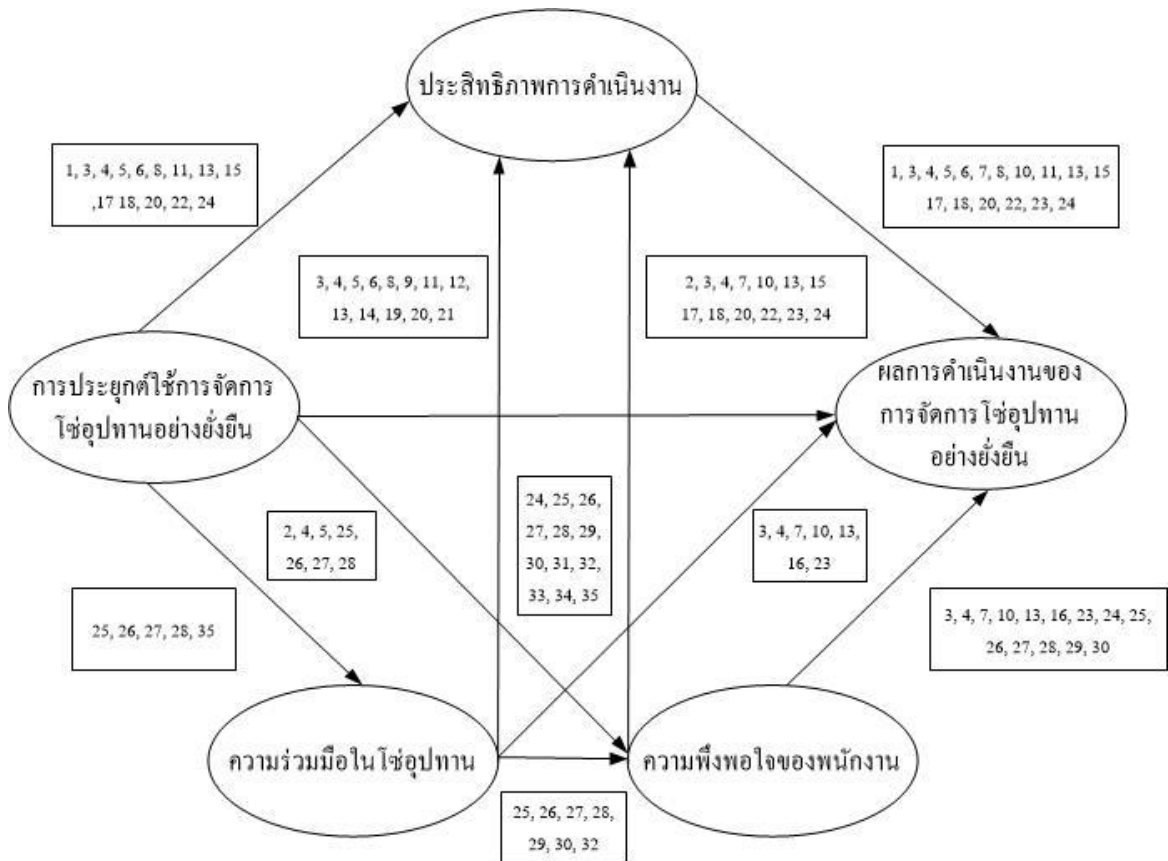 ประสิทธิภาพการดำเนินงาน
1, 3, 4, 5, 6, 8, 11, 13, 15
,17 18, 20, 22, 24
1, 3, 4, 5, 6, 7, 8, 10, 11, 13, 15
17, 18, 20, 22, 23, 24
3, 4, 5, 6, 8, 9, 11, 12,
13, 14, 19, 20, 21
2, 3, 4, 7, 10, 13, 15
17, 18, 20, 22, 23, 24
การประยุกต์ใช้การจัดการ
โซ่อุปทานอย่างยั่งยืน
ผลการดำเนินงานของ
การจัดการโซ่อุปทาน
อย่างยั่งยืน
2, 4, 5, 25,
26, 27, 28
24, 25, 26,
27, 28, 29,
30, 31, 32,
33, 34, 35
3, 4, 7, 10, 13,
16, 23
25, 26, 27, 28, 35
3, 4, 7, 10, 13, 16, 23, 24, 25,
26, 27, 28, 29, 30
ความร่วมมือในโซ่อุปทาน
ความพึงพอใจของพนักงาน
25, 26, 27, 28,
29, 30, 32